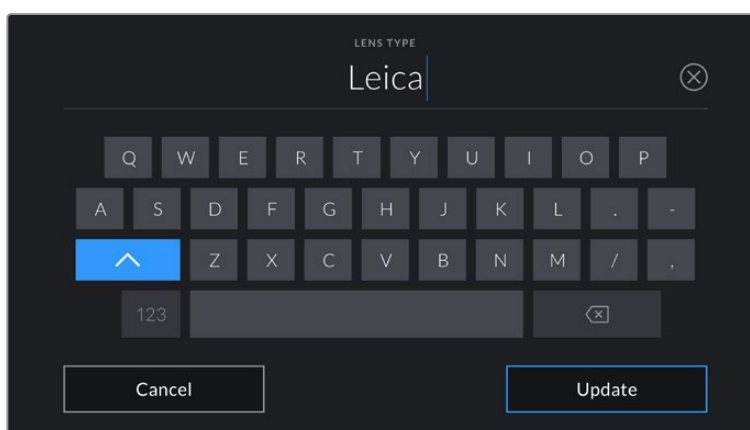 LENS TYPE
Leica
Q W E R T Y U I O P
A S D F G H J K L . -
Z X C V B N M / ,
123
Cancel Update